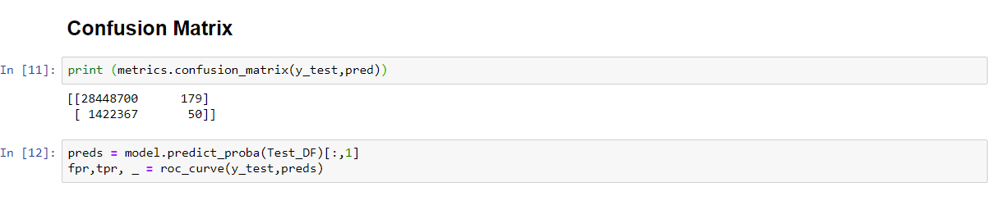 Confusion Matrix
In [11]: print (metrics.confusion_matrix(y_test,pred))
[[28448700      179]
 [ 1422367       50]]
In [12]: preds = model.predict_proba(Test_DF)[:,1]
fpr,tpr, _ = roc_curve(y_test,preds)